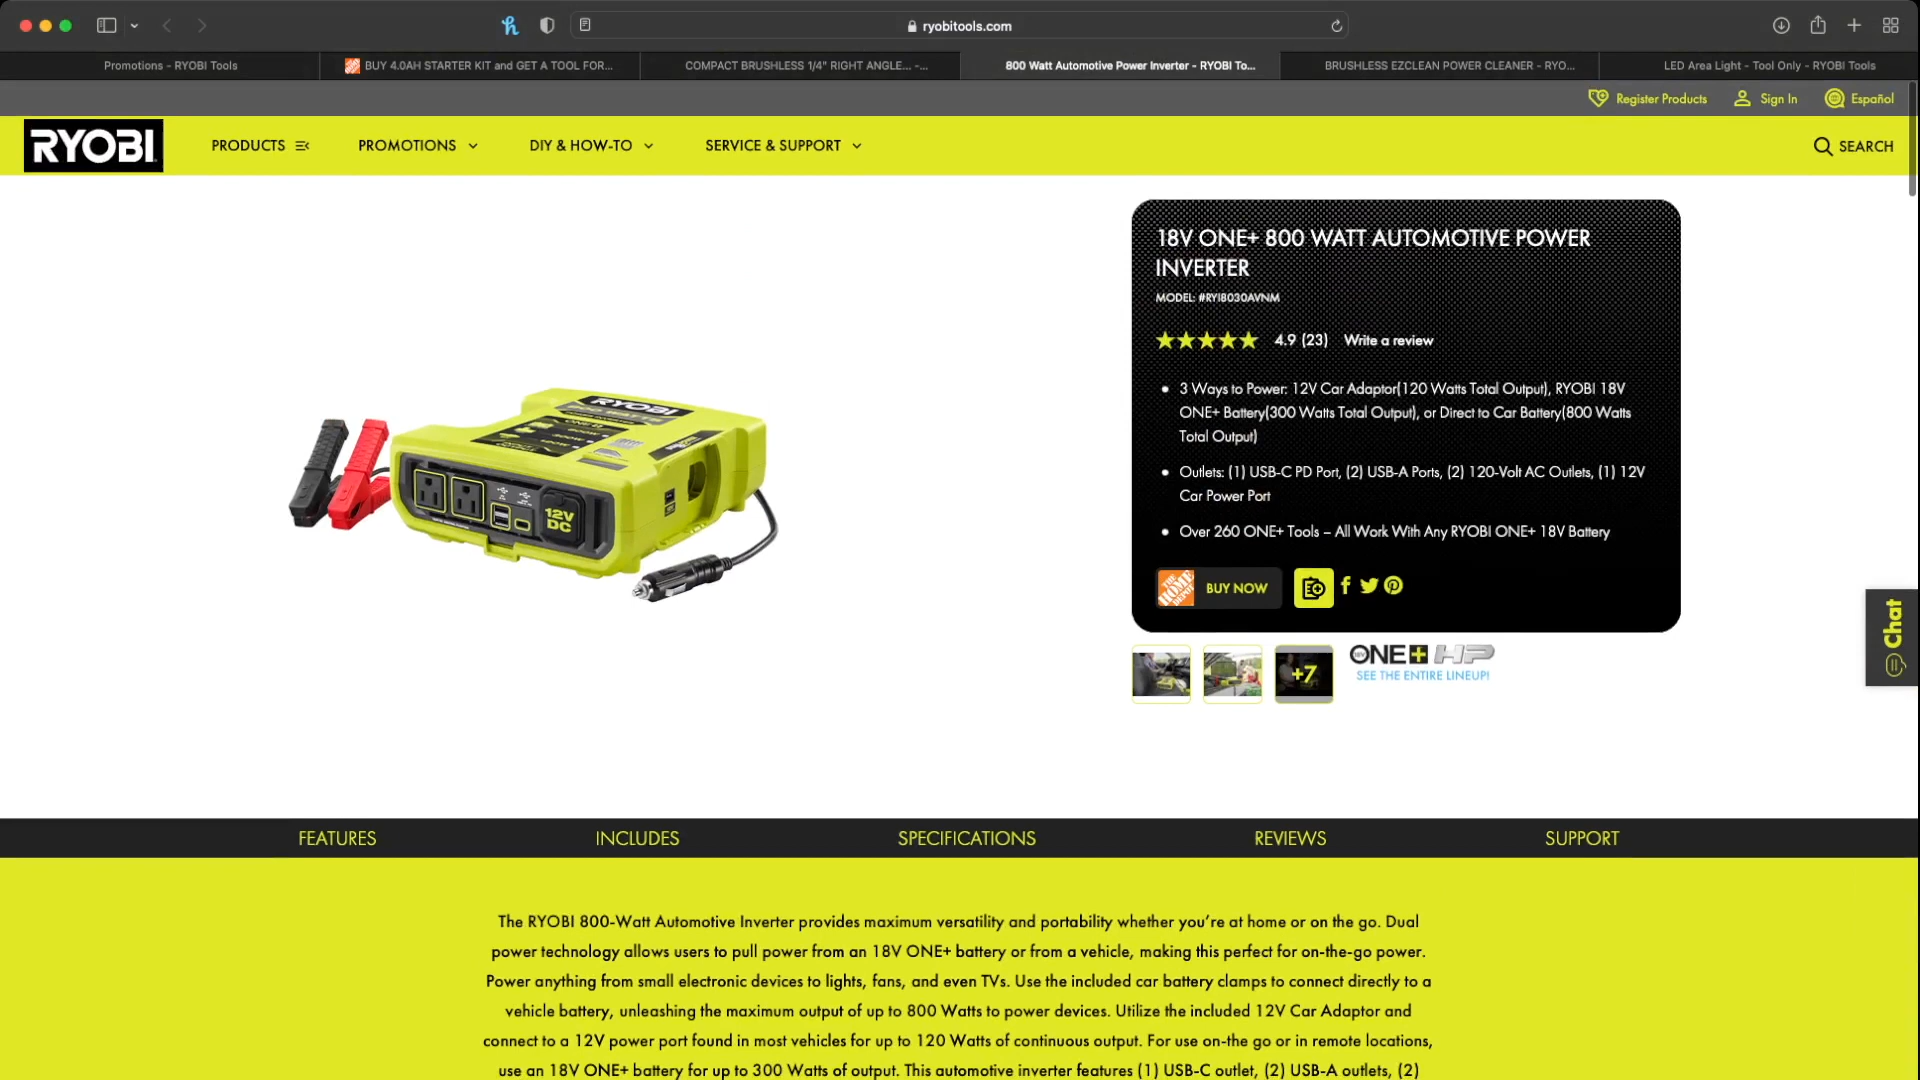 ryobitools.com
Promotions - RYOBI Tools
BUY 4.0AH STARTER KIT and GET A TOOL FOR...
COMPACT BRUSHLESS 1/4" RIGHT ANGLE... -...
800 Watt Automotive Power Inverter - RYOBI To...
BRUSHLESS EZCLEAN POWER CLEANER - RYO...
LED Area Light - Tool Only - RYOBI Tools
Register Products
Sign In
Español
RYOBI
PRODUCTS
PROMOTIONS
DIY & HOW-TO
SERVICE & SUPPORT
SEARCH
18V ONE+ 800 WATT AUTOMOTIVE POWER
INVERTER
MODEL: #RYI8030AVNM
4.9 (23) Write a review
3 Ways to Power: 12V Car Adaptor(120 Watts Total Output), RYOBI 18V
ONE+ Battery(300 Watts Total Output), or Direct to Car Battery(800 Watts
Total Output)
Outlets: (1) USB-C PD Port, (2) USB-A Ports, (2) 120-Volt AC Outlets, (1) 12V
Car Power Port
Over 260 ONE+ Tools – All Work With Any RYOBI ONE+ 18V Battery
THE HOME DEPOT
BUY NOW
RYOBI
12V
DC
Chat
+7
18V ONE+ HP
SEE THE ENTIRE LINEUP!
FEATURES
INCLUDES
SPECIFICATIONS
REVIEWS
SUPPORT
The RYOBI 800-Watt Automotive Inverter provides maximum versatility and portability whether you're at home or on the go. Dual
power technology allows users to pull power from an 18V ONE+ battery or from a vehicle, making this perfect for on-the-go power.
Power anything from small electronic devices to lights, fans, and even TVs. Use the included car battery clamps to connect directly to a
vehicle battery, unleashing the maximum output of up to 800 Watts to power devices. Utilize the included 12V Car Adaptor and
connect to a 12V power port found in most vehicles for up to 120 Watts of continuous output. For use on-the go or in remote locations,
use an 18V ONE+ battery for up to 300 Watts of output. This automotive inverter features (1) USB-C outlet, (2) USB-A outlets, (2)